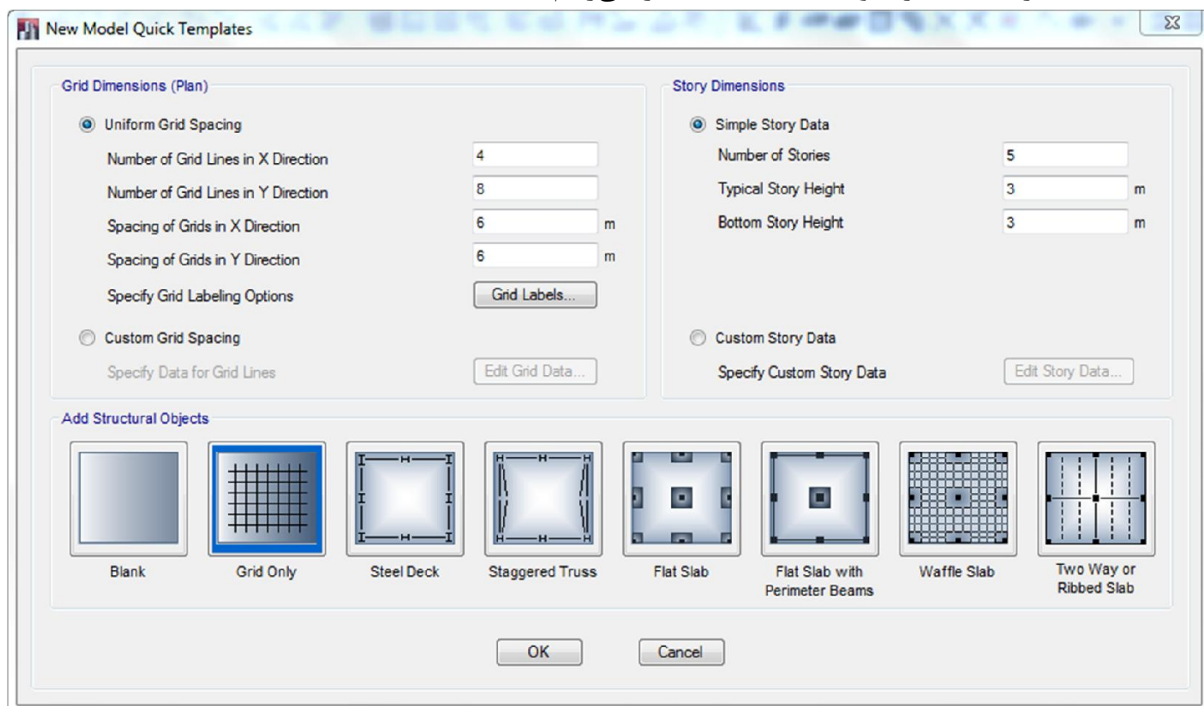 New Model Quick Templates
Grid Dimensions (Plan)
Uniform Grid Spacing
Number of Grid Lines in X Direction 4
Number of Grid Lines in Y Direction 8
Spacing of Grids in X Direction 6 m
Spacing of Grids in Y Direction 6 m
Specify Grid Labeling Options Grid Labels...
Custom Grid Spacing
Specify Data for Grid Lines Edit Grid Data...
Story Dimensions
Simple Story Data
Number of Stories 5
Typical Story Height 3 m
Bottom Story Height 3 m
Custom Story Data
Specify Custom Story Data Edit Story Data...
Add Structural Objects
Blank
Grid Only
Steel Deck
Staggered Truss
Flat Slab
Flat Slab with
Perimeter Beams
Waffle Slab
Two Way or
Ribbed Slab
OK Cancel